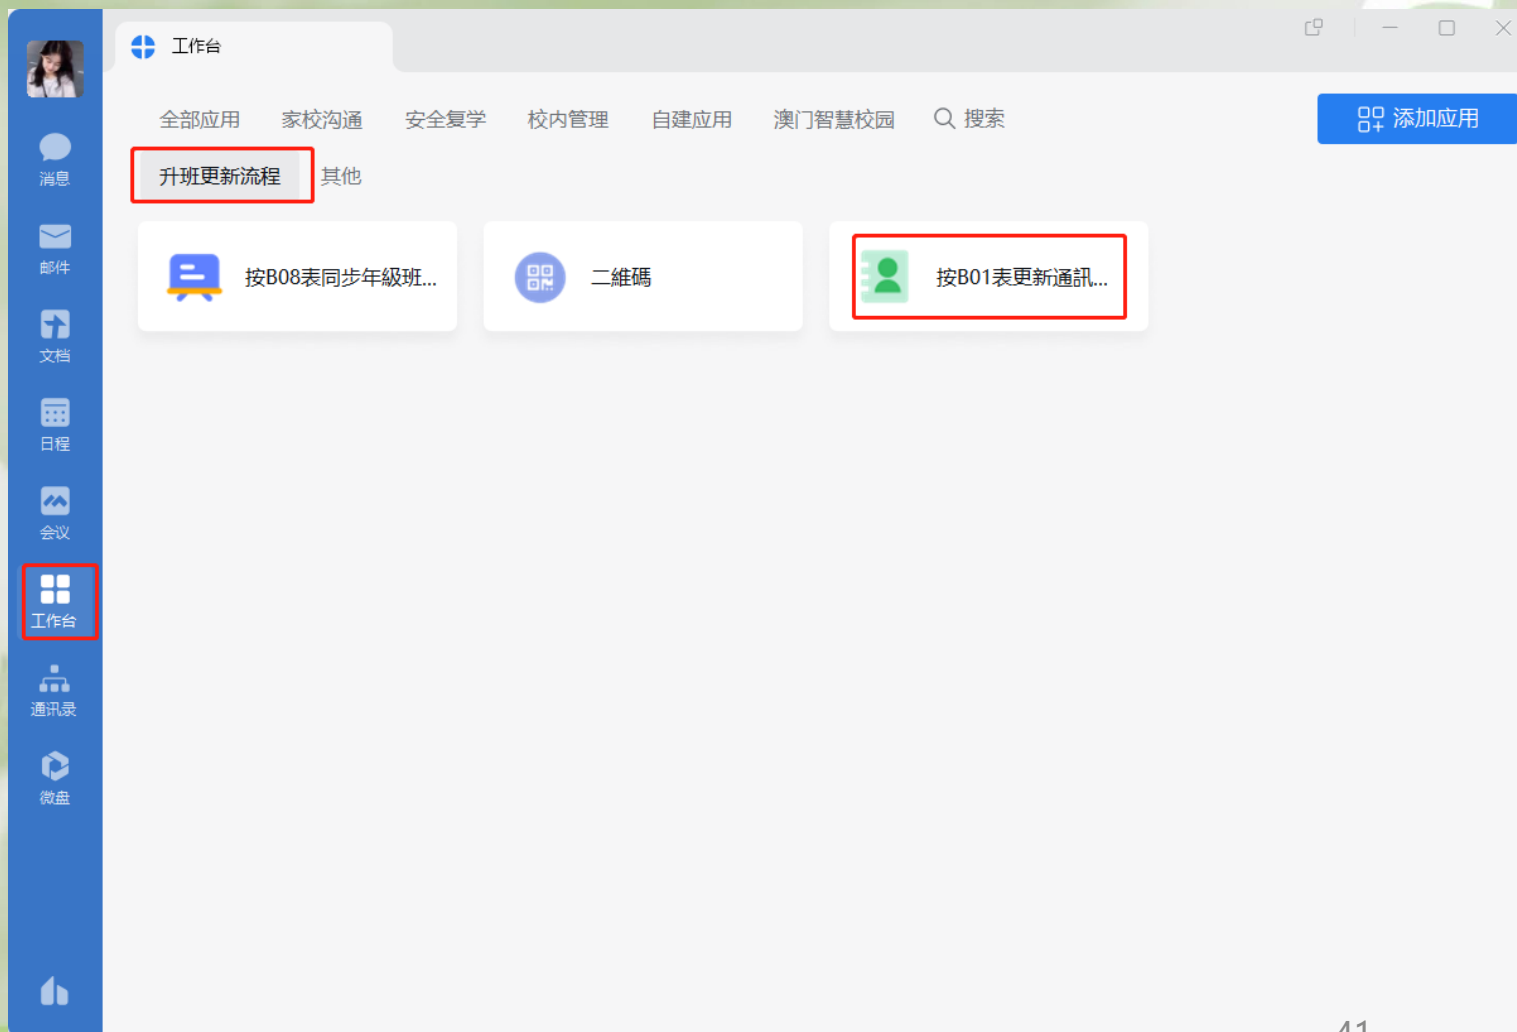 工作台
全部应用 家校沟通 安全复学 校内管理 自建应用 澳门智慧校园 搜索 添加应用
升班更新流程 其他
按B08表同步年級班...
二維碼
按B01表更新通訊...
消息
邮件
文档
日程
会议
工作台
通讯录
微盘
41